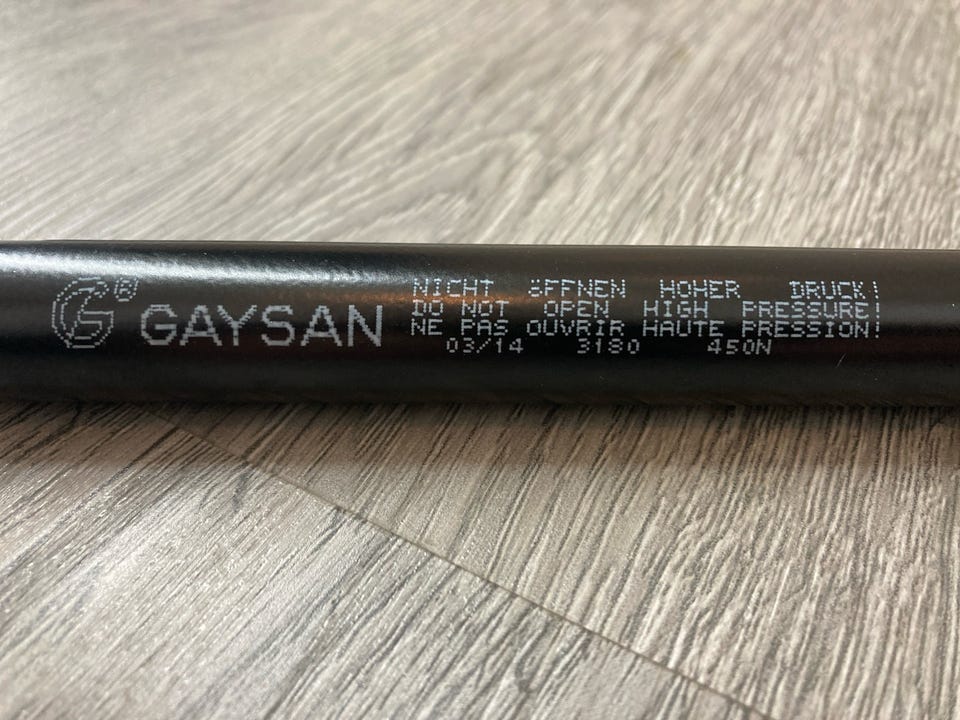 GAYSAN®
NICHT ÖFFNEN HOHER DRUCK!
DO NOT OPEN HIGH PRESSURE!
NE PAS OUVRIR HAUTE PRESSION!
03/14 3180 450N